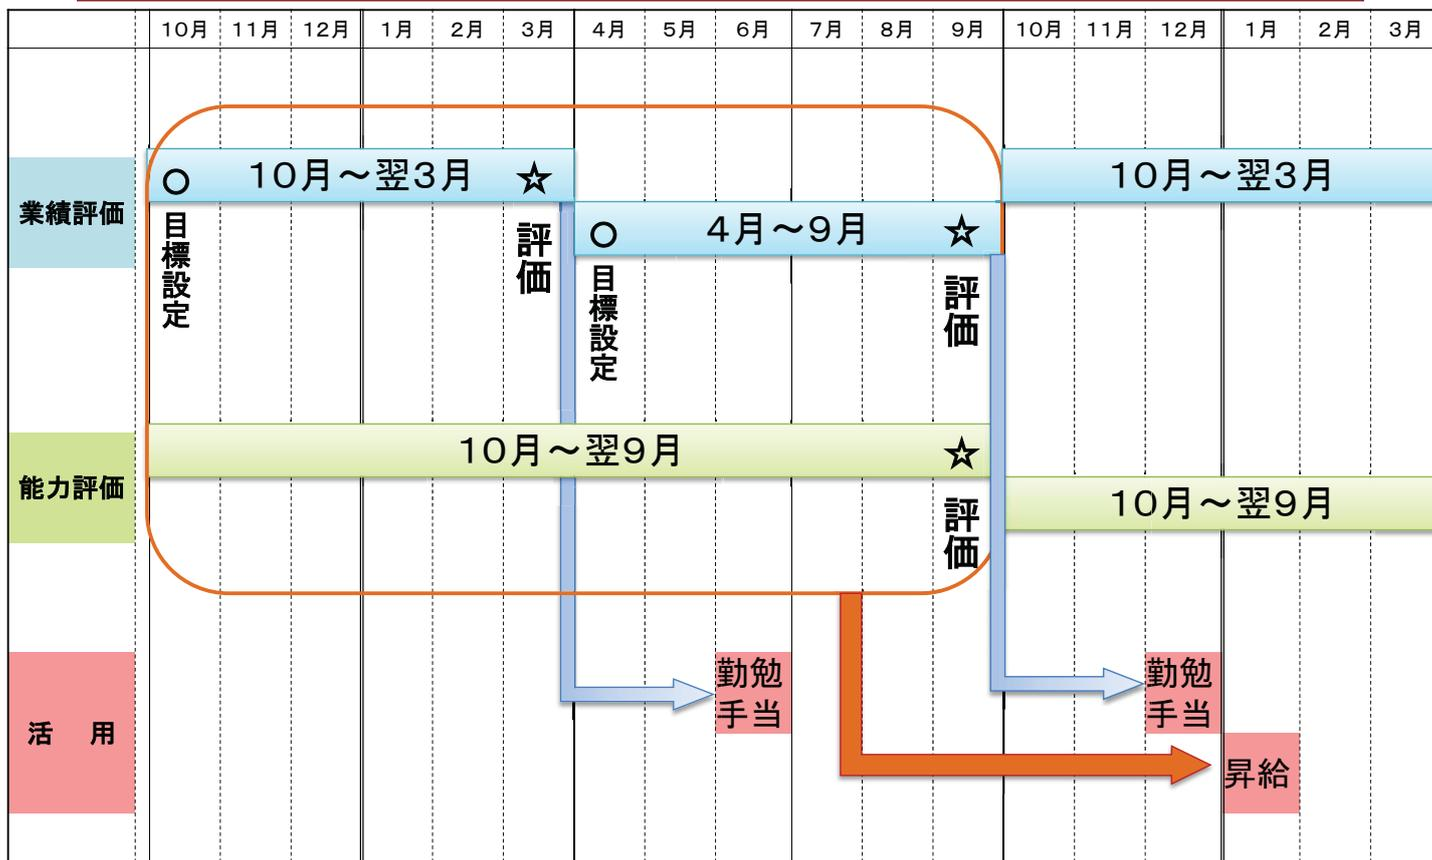 10月 11月 12月 1月 2月 3月 4月 5月 6月 7月 8月 9月 10月 11月 12月 1月 2月 3月
業績評価
○ 10月～翌3月 ☆
目標設定
評価
○ 4月～9月 ☆
目標設定
評価
10月～翌3月
能力評価
10月～翌9月 ☆
評価
10月～翌9月
活 用
勤勉
手当
勤勉
手当
昇給